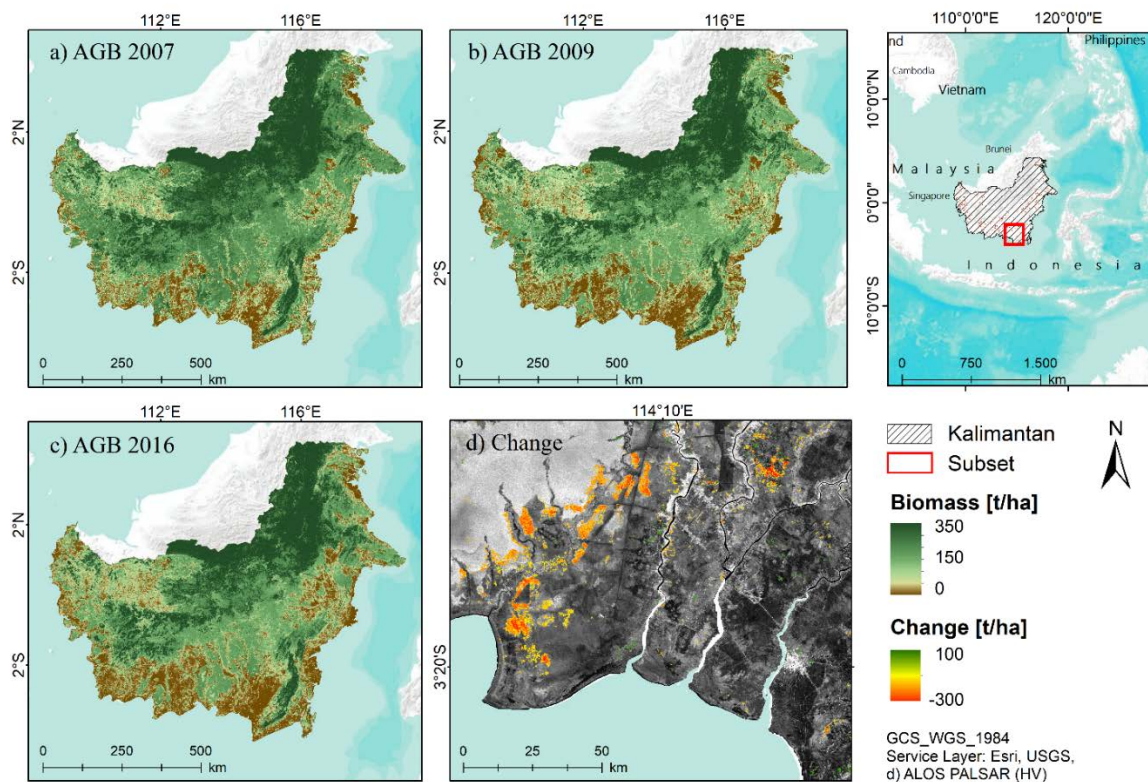 112°E 116°E
a) AGB 2007
2°N
2°S
0 250 500
km
112°E 116°E
b) AGB 2009
2°N
2°S
0 250 500
km
110°0'0"E 120°0'0"E
nd
Philippines
Cambodia
Vietnam
10°0'0"N
Brunei
Malaysia
Singapore
0°0'0"
Indonesia
10°0'0"S
0 750 1.500
km
112°E 116°E
c) AGB 2016
2°N
2°S
0 250 500
km
114°10'E
d) Change
3°20'S
0 25 50
km
Kalimantan
Subset
N
Biomass [t/ha]
350
150
0
Change [t/ha]
100
-300
GCS_WGS_1984
Service Layer: Esri, USGS,
d) ALOS PALSAR (HV)